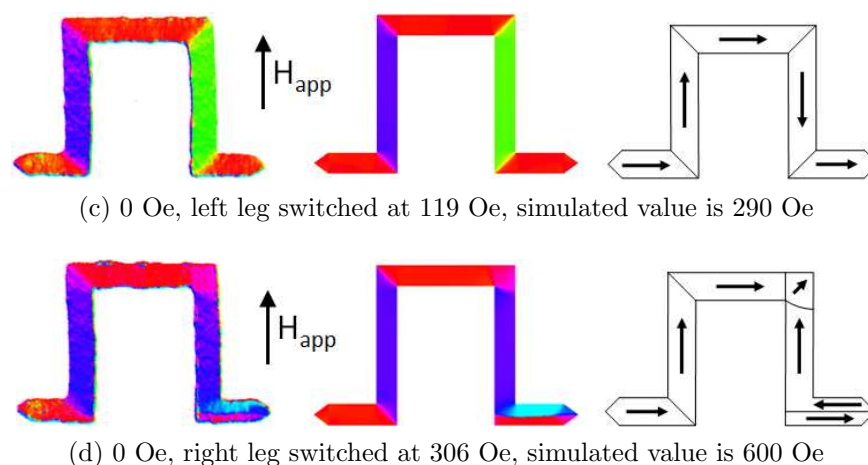 H_app
(c) 0 Oe, left leg switched at 119 Oe, simulated value is 290 Oe
H_app
(d) 0 Oe, right leg switched at 306 Oe, simulated value is 600 Oe